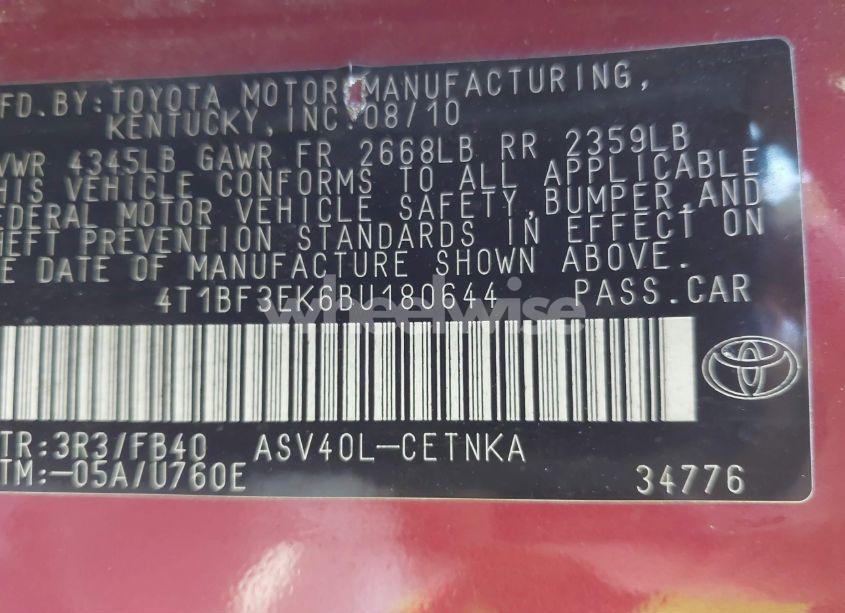 FD. BY: TOYOTA MOTOR MANUFACTURING,
KENTUCKY, INC. 08/10
VWR 4345LB GAWR FR 2668LB RR 2359LB
HIS VEHICLE CONFORMS TO ALL APPLICABLE
EDERAL MOTOR VEHICLE SAFETY, BUMPER, AND
HEFT PREVENTION STANDARDS IN EFFECT ON
E DATE OF MANUFACTURE SHOWN ABOVE.
4T1BF3EK6BU180644 PASS. CAR
wheelwise
TR:3R3/FB40 ASV40L-CETNKA
TM:-05A/U760E 34776